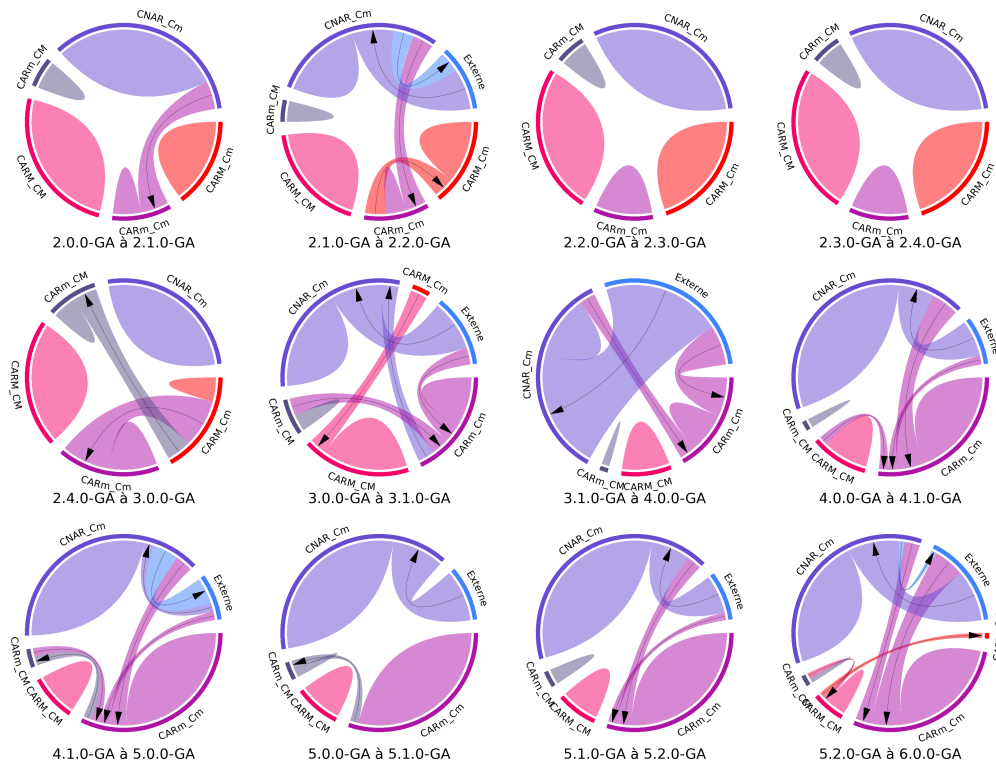 CNAR_Cm
CARm_CM
CARM_CM
CARM_Cm
CARm_Cm
2.0.0-GA à 2.1.0-GA
CNAR_Cm
Externe
CARm_CM
CARM_Cm
CARM_CM
CARm_Cm
2.1.0-GA à 2.2.0-GA
CNAR_Cm
CARm_CM
CARM_CM
CARM_Cm
CARm_Cm
2.2.0-GA à 2.3.0-GA
CNAR_Cm
CARm_CM
CARM_CM
CARM_Cm
CARm_Cm
2.3.0-GA à 2.4.0-GA
CARm_CM
CNAR_Cm
CARM_CM
CARM_Cm
CARm_Cm
2.4.0-GA à 3.0.0-GA
CNAR_Cm
CARM_Cm
Externe
CARm_CM
CARm_Cm
CARM_CM
3.0.0-GA à 3.1.0-GA
Externe
CNAR_Cm
CARm_Cm
CARm_CM
CARM_CM
3.1.0-GA à 4.0.0-GA
CNAR_Cm
Externe
CARm_CM
CARM_CM
CARm_Cm
4.0.0-GA à 4.1.0-GA
CNAR_Cm
Externe
CARm_CM
CARM_CM
CARm_Cm
4.1.0-GA à 5.0.0-GA
CNAR_Cm
Externe
CARm_CM
CARM_CM
CARm_Cm
5.0.0-GA à 5.1.0-GA
CNAR_Cm
Externe
CARm_CM
CARM_CM
CARm_Cm
5.1.0-GA à 5.2.0-GA
CNAR_Cm
Externe
CARm_CM
CARM_CM
CARm_Cm
5.2.0-GA à 6.0.0-GA